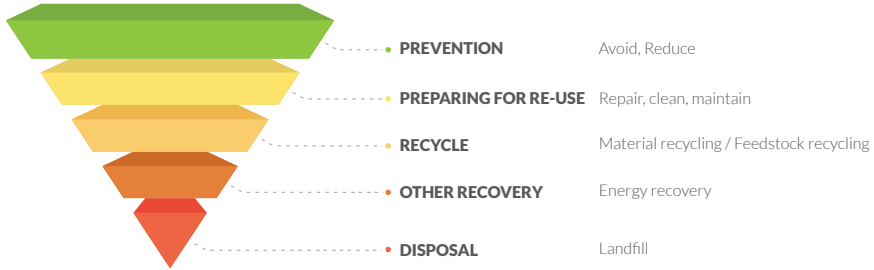 PREVENTION Avoid, Reduce
PREPARING FOR RE-USE Repair, clean, maintain
RECYCLE Material recycling / Feedstock recycling
OTHER RECOVERY Energy recovery
DISPOSAL Landfill